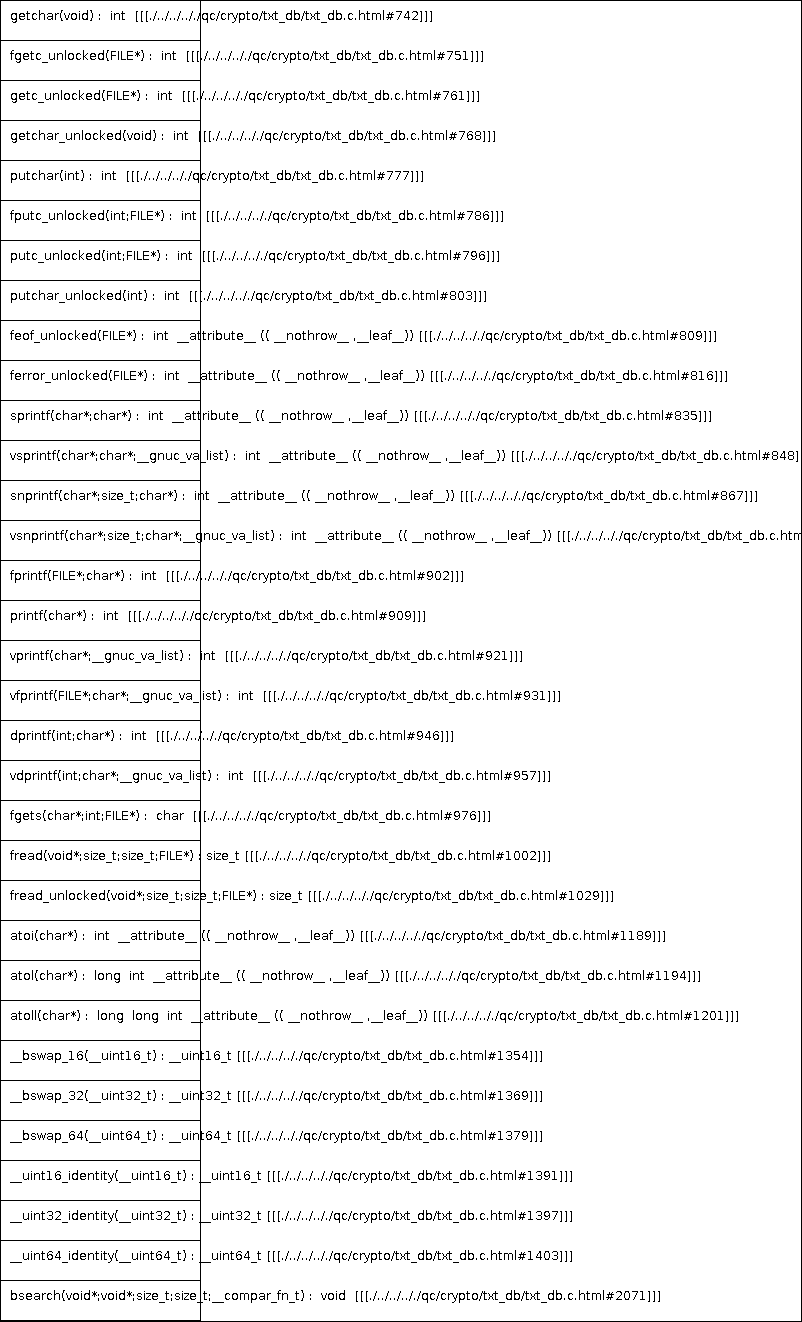 getchar(void) : int [[[./../../../../qc/crypto/txt_db/txt_db.c.html#742]]]
fgetc_unlocked(FILE*) : int [[[./../../../../qc/crypto/txt_db/txt_db.c.html#751]]]
getc_unlocked(FILE*) : int [[[./../../../../qc/crypto/txt_db/txt_db.c.html#761]]]
getchar_unlocked(void) : int [[[./../../../../qc/crypto/txt_db/txt_db.c.html#768]]]
putchar(int) : int [[[./../../../../qc/crypto/txt_db/txt_db.c.html#777]]]
fputc_unlocked(int;FILE*) : int [[[./../../../../qc/crypto/txt_db/txt_db.c.html#786]]]
putc_unlocked(int;FILE*) : int [[[./../../../../qc/crypto/txt_db/txt_db.c.html#796]]]
putchar_unlocked(int) : int [[[./../../../../qc/crypto/txt_db/txt_db.c.html#803]]]
feof_unlocked(FILE*) : int __attribute__ (( __nothrow__ ,__leaf__)) [[[./../../../../qc/crypto/txt_db/txt_db.c.html#809]]]
ferror_unlocked(FILE*) : int __attribute__ (( __nothrow__ ,__leaf__)) [[[./../../../../qc/crypto/txt_db/txt_db.c.html#816]]]
sprintf(char*;char*) : int __attribute__ (( __nothrow__ ,__leaf__)) [[[./../../../../qc/crypto/txt_db/txt_db.c.html#835]]]
vsprintf(char*;char*;__gnuc_va_list) : int __attribute__ (( __nothrow__ ,__leaf__)) [[[./../../../../qc/crypto/txt_db/txt_db.c.html#848]
snprintf(char*;size_t;char*) : int __attribute__ (( __nothrow__ ,__leaf__)) [[[./../../../../qc/crypto/txt_db/txt_db.c.html#867]]]
vsnprintf(char*;size_t;char*;__gnuc_va_list) : int __attribute__ (( __nothrow__ ,__leaf__)) [[[./../../../../qc/crypto/txt_db/txt_db.c.htm
fprintf(FILE*;char*) : int [[[./../../../../qc/crypto/txt_db/txt_db.c.html#902]]]
printf(char*) : int [[[./../../../../qc/crypto/txt_db/txt_db.c.html#909]]]
vprintf(char*;__gnuc_va_list) : int [[[./../../../../qc/crypto/txt_db/txt_db.c.html#921]]]
vfprintf(FILE*;char*;__gnuc_va_list) : int [[[./../../../../qc/crypto/txt_db/txt_db.c.html#931]]]
dprintf(int;char*) : int [[[./../../../../qc/crypto/txt_db/txt_db.c.html#946]]]
vdprintf(int;char*;__gnuc_va_list) : int [[[./../../../../qc/crypto/txt_db/txt_db.c.html#957]]]
fgets(char*;int;FILE*) : char [[[./../../../../qc/crypto/txt_db/txt_db.c.html#976]]]
fread(void*;size_t;size_t;FILE*) : size_t [[[./../../../../qc/crypto/txt_db/txt_db.c.html#1002]]]
fread_unlocked(void*;size_t;size_t;FILE*) : size_t [[[./../../../../qc/crypto/txt_db/txt_db.c.html#1029]]]
atoi(char*) : int __attribute__ (( __nothrow__ ,__leaf__)) [[[./../../../../qc/crypto/txt_db/txt_db.c.html#1189]]]
atol(char*) : long int __attribute__ (( __nothrow__ ,__leaf__)) [[[./../../../../qc/crypto/txt_db/txt_db.c.html#1194]]]
atoll(char*) : long long int __attribute__ (( __nothrow__ ,__leaf__)) [[[./../../../../qc/crypto/txt_db/txt_db.c.html#1201]]]
__bswap_16(__uint16_t) : __uint16_t [[[./../../../../qc/crypto/txt_db/txt_db.c.html#1354]]]
__bswap_32(__uint32_t) : __uint32_t [[[./../../../../qc/crypto/txt_db/txt_db.c.html#1369]]]
__bswap_64(__uint64_t) : __uint64_t [[[./../../../../qc/crypto/txt_db/txt_db.c.html#1379]]]
__uint16_identity(__uint16_t) : __uint16_t [[[./../../../../qc/crypto/txt_db/txt_db.c.html#1391]]]
__uint32_identity(__uint32_t) : __uint32_t [[[./../../../../qc/crypto/txt_db/txt_db.c.html#1397]]]
__uint64_identity(__uint64_t) : __uint64_t [[[./../../../../qc/crypto/txt_db/txt_db.c.html#1403]]]
bsearch(void*;void*;size_t;size_t;__compar_fn_t) : void [[[./../../../../qc/crypto/txt_db/txt_db.c.html#2071]]]